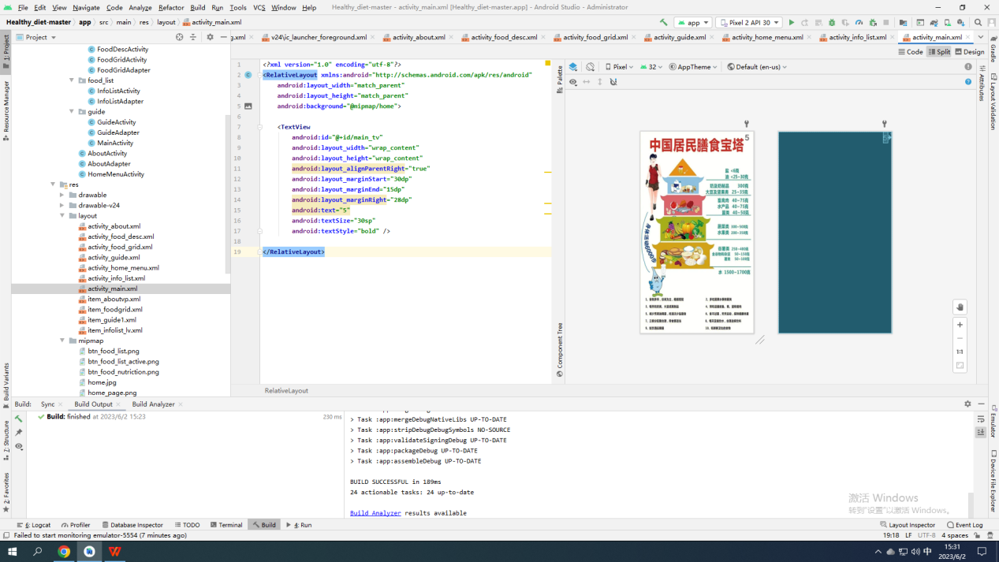 File Edit View Navigate Code Analyze Refactor Build Run Tools VCS Window Help Healthy_diet-master - activity_main.xml [Healthy_diet-master.app] - Android Studio - Administrator
Healthy_diet-master app src main res layout activity_main.xml
app Pixel 2 API 30
Project
g.xml v24\ic_launcher_foreground.xml activity_about.xml activity_food_desc.xml activity_food_grid.xml activity_guide.xml activity_home_menu.xml activity_info_list.xml activity_main.xml
Code Split Design
1: Project
Resource Manager
Build Variants
7: Structure
2: Favorites
FoodDescActivity
FoodGridActivity
FoodGridAdapter
food_list
InfoListActivity
InfoListAdapter
guide
GuideActivity
GuideAdapter
MainActivity
AboutActivity
AboutAdapter
HomeMenuActivity
res
drawable
drawable-v24
layout
activity_about.xml
activity_food_desc.xml
activity_food_grid.xml
activity_guide.xml
activity_home_menu.xml
activity_info_list.xml
activity_main.xml
item_aboutvp.xml
item_foodgrid.xml
item_guide1.xml
item_infolist_lv.xml
mipmap
btn_food_list.png
btn_food_list_active.png
btn_food_nutriction.png
home.jpg
home_page.png
1 <?xml version="1.0" encoding="utf-8"?>
2 <RelativeLayout xmlns:android="http://schemas.android.com/apk/res/android"
3 android:layout_width="match_parent"
4 android:layout_height="match_parent"
5 android:background="@mipmap/home">
6
7 <TextView
8 android:id="@+id/main_tv"
9 android:layout_width="wrap_content"
10 android:layout_height="wrap_content"
11 android:layout_alignParentRight="true"
12 android:layout_marginStart="30dp"
13 android:layout_marginEnd="15dp"
14 android:layout_marginRight="28dp"
15 android:text="5"
16 android:textSize="30sp"
17 android:textStyle="bold" />
18
19 </RelativeLayout>
RelativeLayout
Palette
Component Tree
Pixel 32 AppTheme Default (en-us)
中国居民膳食宝塔 5
盐 <6克
油 <25-30克
奶及奶制品 300克
大豆及坚果类 25-35克
畜禽肉 40-75克
水产品 40-75克
蛋类 40-50克
蔬菜类 300-500克
水果类 200-350克
谷薯类 250-400克
全谷物和杂豆 50-150克
薯类 50-100克
水 1500-1700克
身体活动6000步
1:1
Gradle
Layout Validation
Attributes
Emulator
Device File Explorer
Build: Sync Build Output Build Analyzer
Build: finished at 2023/6/2 15:23 230 ms
> Task :app:mergeDebugNativeLibs UP-TO-DATE
> Task :app:stripDebugDebugSymbols NO-SOURCE
> Task :app:validateSigningDebug UP-TO-DATE
> Task :app:packageDebug UP-TO-DATE
> Task :app:assembleDebug UP-TO-DATE
BUILD SUCCESSFUL in 189ms
24 actionable tasks: 24 up-to-date
Build Analyzer results available
激活 Windows
转到"设置"以激活 Windows。
6: Logcat Profiler Database Inspector TODO Terminal Build 4: Run Layout Inspector Event Log
Failed to start monitoring emulator-5554 (7 minutes ago) 19:18 LF UTF-8 4 spaces
中 15:31
2023/6/2